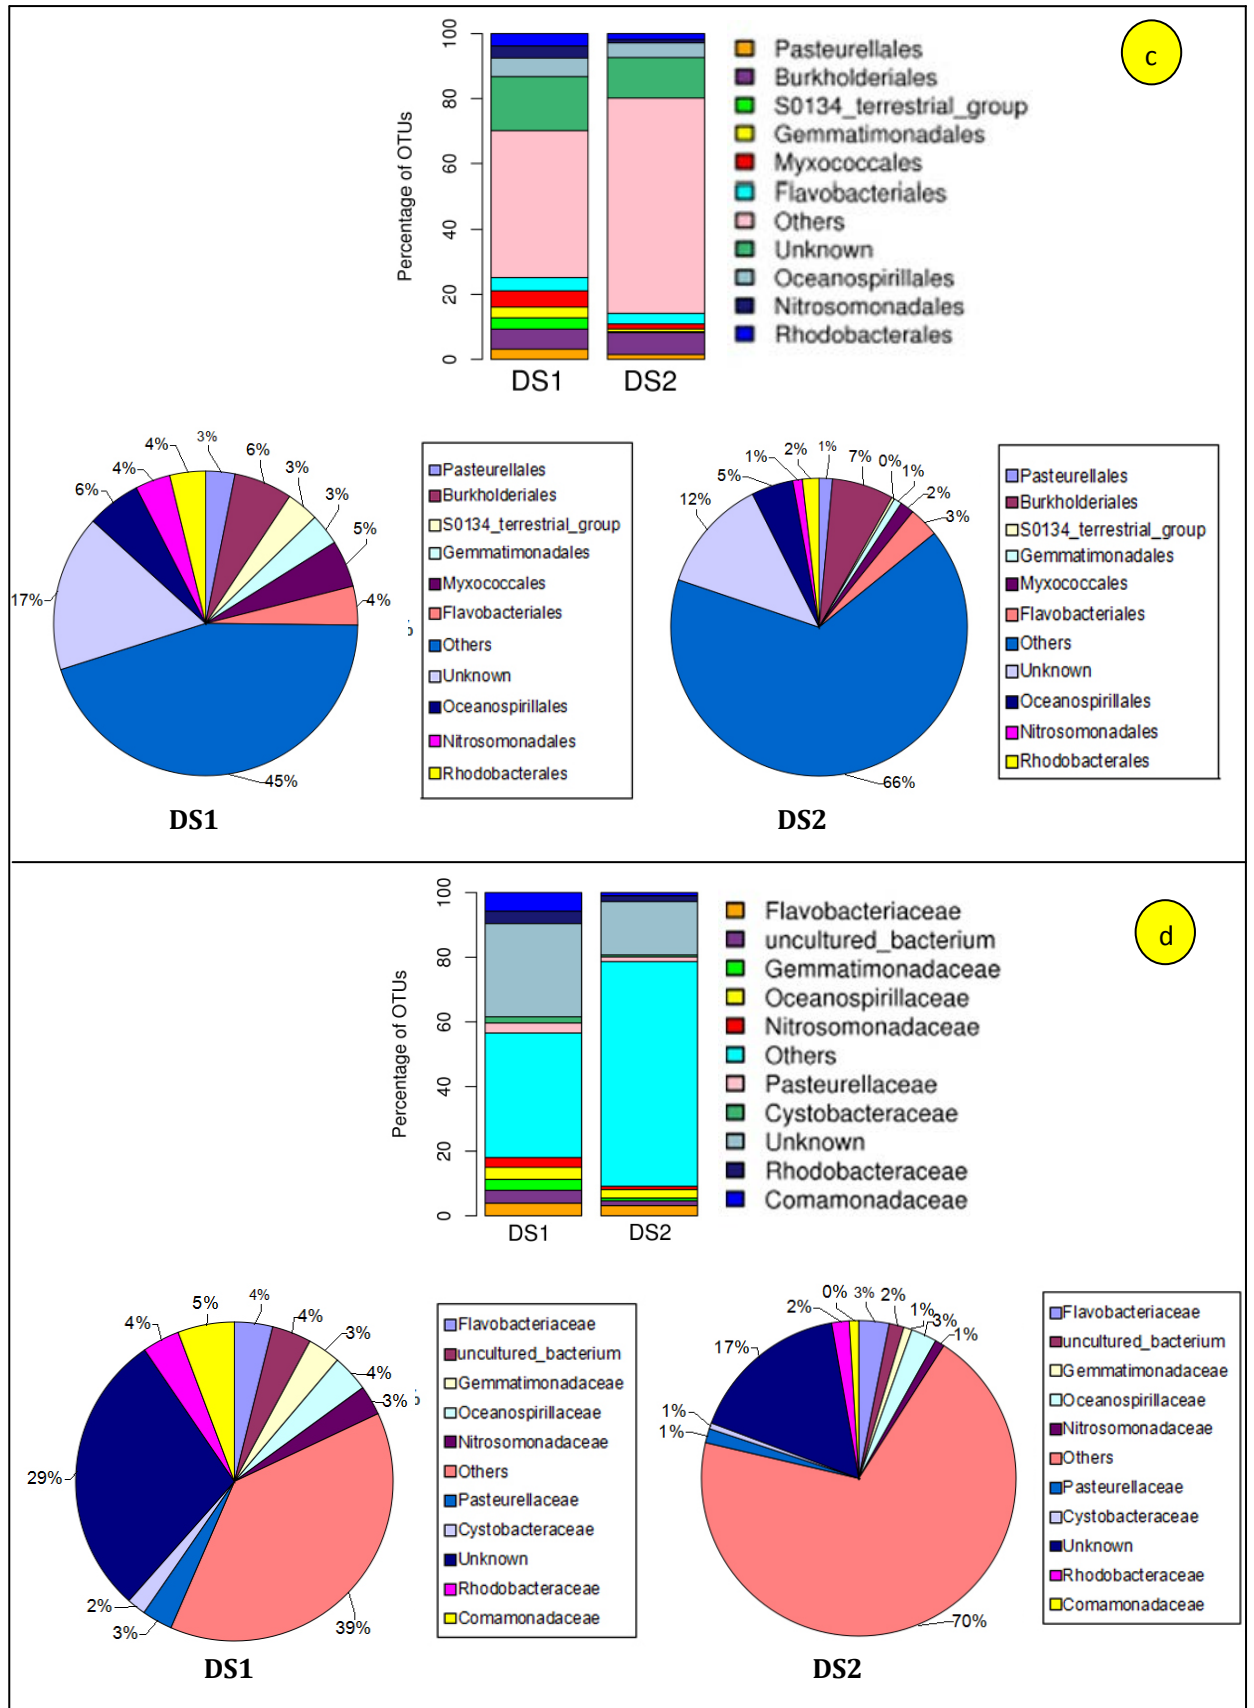 c
Percentage of OTUs
100
80
60
40
20
0
DS1 DS2
Pasteurellales
Burkholderiales
S0134_terrestrial_group
Gemmatimonadales
Myxococcales
Flavobacteriales
Others
Unknown
Oceanospirillales
Nitrosomonadales
Rhodobacterales
3%
6%
3%
3%
5%
4%
45%
17%
6%
4%
4%
DS1
Pasteurellales
Burkholderiales
S0134_terrestrial_group
Gemmatimonadales
Myxococcales
Flavobacteriales
Others
Unknown
Oceanospirillales
Nitrosomonadales
Rhodobacterales
1%
7%
0%
1%
2%
3%
66%
12%
5%
1%
2%
DS2
Pasteurellales
Burkholderiales
S0134_terrestrial_group
Gemmatimonadales
Myxococcales
Flavobacteriales
Others
Unknown
Oceanospirillales
Nitrosomonadales
Rhodobacterales
d
Percentage of OTUs
100
80
60
40
20
0
DS1 DS2
Flavobacteriaceae
uncultured_bacterium
Gemmatimonadaceae
Oceanospirillaceae
Nitrosomonadaceae
Others
Pasteurellaceae
Cystobacteraceae
Unknown
Rhodobacteraceae
Comamonadaceae
4%
4%
3%
4%
3%
39%
3%
2%
29%
4%
5%
DS1
Flavobacteriaceae
uncultured_bacterium
Gemmatimonadaceae
Oceanospirillaceae
Nitrosomonadaceae
Others
Pasteurellaceae
Cystobacteraceae
Unknown
Rhodobacteraceae
Comamonadaceae
3%
2%
1%
3%
1%
70%
1%
1%
17%
2%
0%
DS2
Flavobacteriaceae
uncultured_bacterium
Gemmatimonadaceae
Oceanospirillaceae
Nitrosomonadaceae
Others
Pasteurellaceae
Cystobacteraceae
Unknown
Rhodobacteraceae
Comamonadaceae